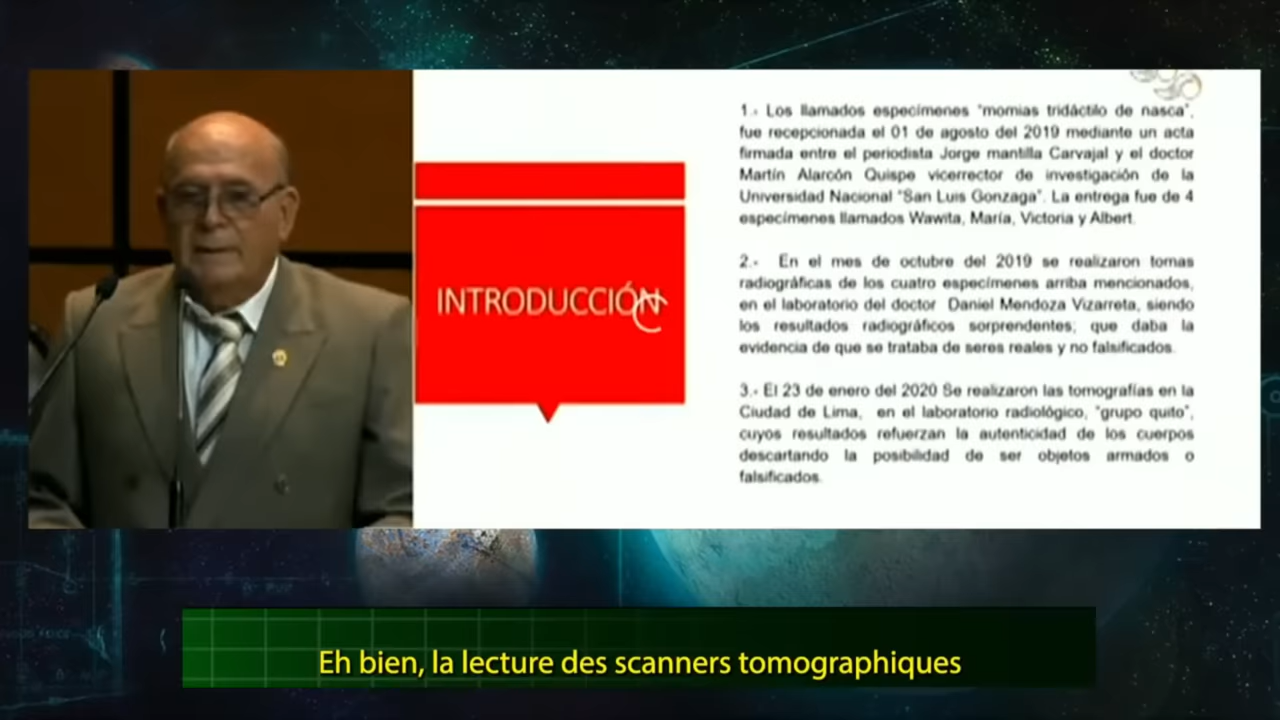 INTRODUCCIÓN
1.- Los llamados especímenes "momias tridáctilo de nasca",
fue recepcionada el 01 de agosto del 2019 mediante un acta
firmada entre el periodista Jorge mantilla Carvajal y el doctor
Martín Alarcón Quispe vicerrector de investigación de la
Universidad Nacional "San Luis Gonzaga". La entrega fue de 4
especímenes llamados Wawita, María, Victoria y Albert.
2.- En el mes de octubre del 2019 se realizaron tomas
radiográficas de los cuatro especímenes arriba mencionados,
en el laboratorio del doctor Daniel Mendoza Vizarreta, siendo
los resultados radiográficos sorprendentes; que daba la
evidencia de que se trataba de seres reales y no falsificados.
3.- El 23 de enero del 2020 Se realizaron las tomografías en la
Ciudad de Lima, en el laboratorio radiológico, "grupo quito",
cuyos resultados refuerzan la autenticidad de los cuerpos
descartando la posibilidad de ser objetos armados o
falsificados.
Eh bien, la lecture des scanners tomographiques